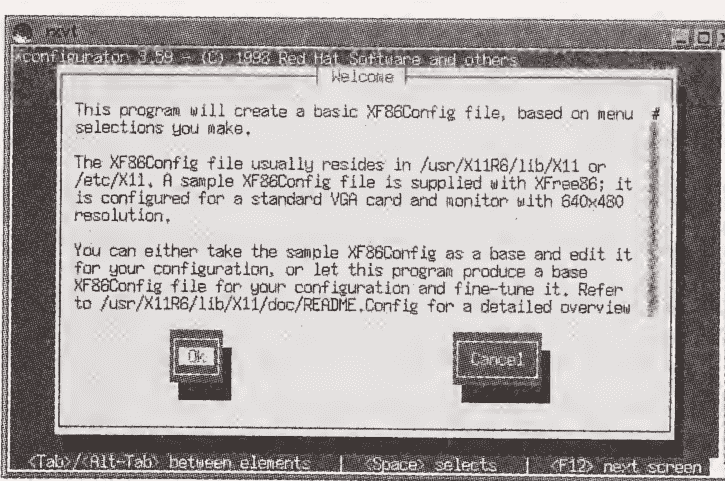 rxvt
Xconfigurator 3.59 - (C) 1998 Red Hat Software and others
Welcome
This program will create a basic XF86Config file, based on menu #
selections you make.
The XF86Config file usually resides in /usr/X11R6/lib/X11 or
/etc/X11. A sample XF86Config file is supplied with XFree86; it
is configured for a standard VGA card and monitor with 640x480
resolution.
You can either take the sample XF86Config as a base and edit it
for your configuration, or let this program produce a base
XF86Config file for your configuration and fine-tune it. Refer
to /usr/X11R6/lib/X11/doc/README.Config for a detailed overview
Ok Cancel
<Tab>/<Alt-Tab> between elements | <Space> selects | <F12> next screen